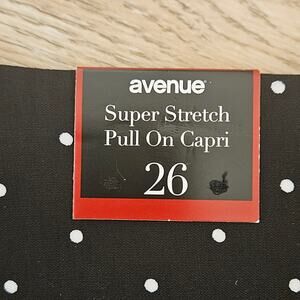 avenue
Super Stretch
Pull On Capri
26